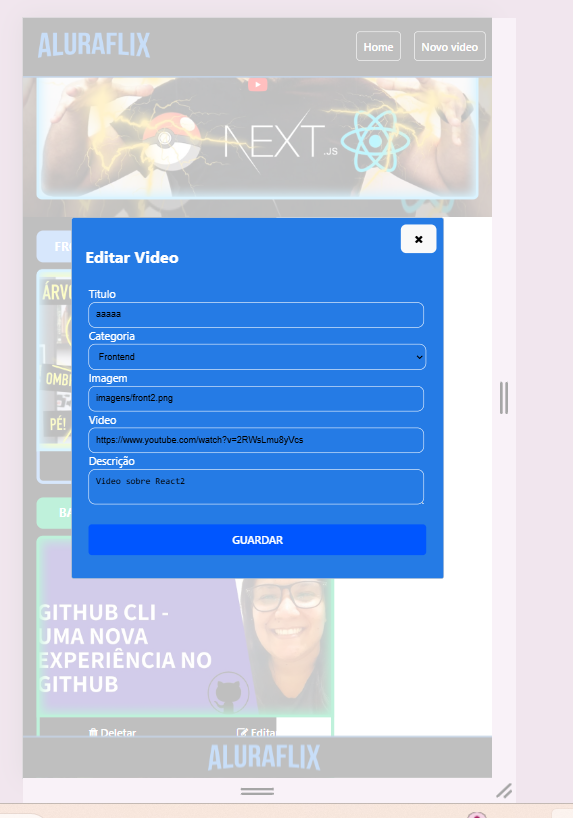 ALURAFLIX
Home
Novo video
NEXT.JS
FR
ÁRV
OMB
PÉ!
Editar Video
Titulo
aaaaa
Categoria
Frontend
Imagem
imagens/front2.png
Video
https://www.youtube.com/watch?v=2RWsLmu8yVcs
Descrição
Video sobre React2
GUARDAR
BA
GITHUB CLI -
UMA NOVA
EXPERIÊNCIA NO
GITHUB
Deletar
Edita
ALURAFLIX